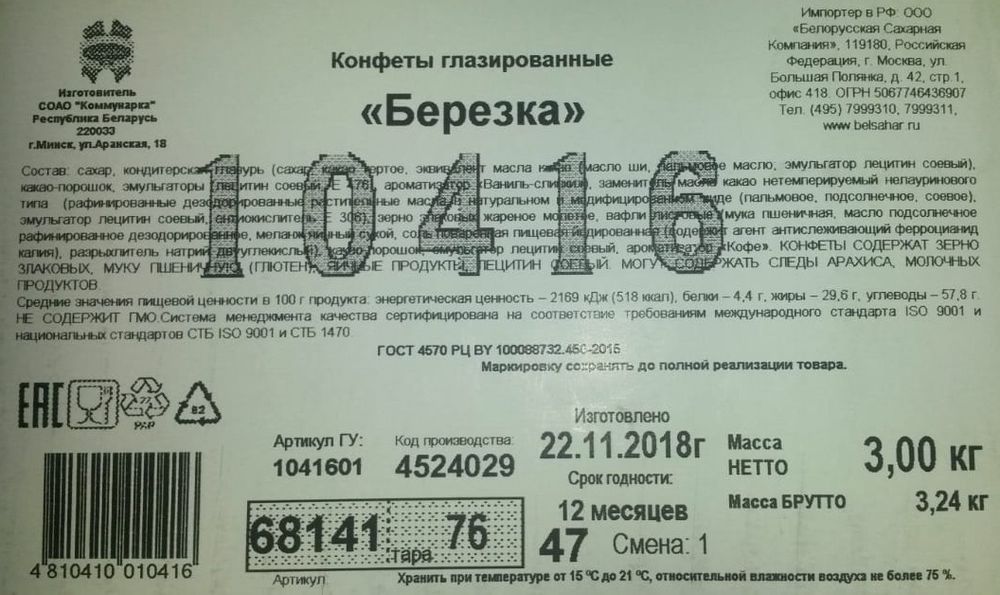 Изготовитель
СОАО "Коммунарка"
Республика Беларусь
220033
г.Минск, ул.Аранская, 18
Конфеты глазированные
«Березка»
Импортер в РФ: ООО
«Белорусская Сахарная
Компания», 119180, Российская
Федерация, г. Москва, ул.
Большая Полянка, д. 42, стр.1,
офис 418. ОГРН 5067746436907
Тел. (495) 7999310, 7999311,
www.belsahar.ru
10416
Состав: сахар, кондитерская глазурь (сахар, какао тертое, эквивалент масла какао (масло ши, пальмовое масло, эмульгатор лецитин соевый),
какао-порошок, эмульгаторы (лецитин соевый, Е 476), ароматизатор «Ваниль-сливки», заменитель масла какао нетемперируемый нелауринового
типа (рафинированные дезодорированные растительные масла в натуральном и модифицированном виде (пальмовое, подсолнечное, соевое),
эмульгатор лецитин соевый, антиокислитель Е 306), зерно жареное молотое, вафли листовые (мука пшеничная, масло подсолнечное
рафинированное дезодорированное, меланж яичный сухой, соль поваренная пищевая йодированная (содержит агент антислеживающий ферроцианид
калия), разрыхлитель натрий двууглекислый), какао-порошок, эмульгатор лецитин соевый, ароматизатор «Кофе». КОНФЕТЫ СОДЕРЖАТ ЗЕРНО
ЗЛАКОВЫХ, МУКУ ПШЕНИЧНУЮ (ГЛЮТЕН), ЯИЧНЫЕ ПРОДУКТЫ, ЛЕЦИТИН СОЕВЫЙ. МОГУТ СОДЕРЖАТЬ СЛЕДЫ АРАХИСА, МОЛОЧНЫХ
ПРОДУКТОВ.
Средние значения пищевой ценности в 100 г продукта: энергетическая ценность – 2169 кДж (518 ккал), белки – 4,4 г, жиры – 29,6 г, углеводы – 57,8 г.
НЕ СОДЕРЖИТ ГМО.Система менеджмента качества сертифицирована на соответствие требованиям международного стандарта ISO 9001 и
национальных стандартов СТБ ISO 9001 и СТБ 1470.
ГОСТ 4570 РЦ BY 100088732.456-2015
Маркировку сохранять до полной реализации товара.
EAC
PAP
82
Артикул ГУ:
1041601
Код производства:
4524029
Изготовлено
22.11.2018г
Срок годности:
12 месяцев
47 Смена: 1
Масса
НЕТТО
3,00 кг
Масса БРУТТО 3,24 кг
68141
тара 76
Артикул
4 810410 010416
Хранить при температуре от 15 ºС до 21 ºС, относительной влажности воздуха не более 75 %.